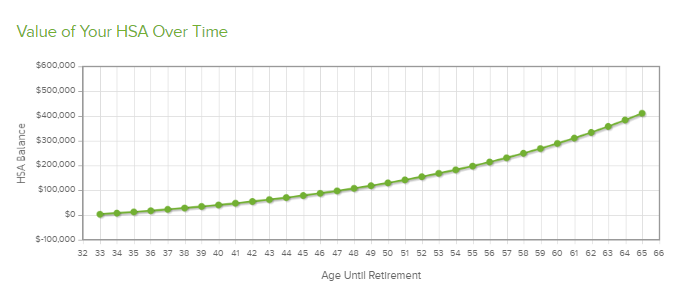 Value of Your HSA Over Time
$600,000
$500,000
$400,000
$300,000
$200,000
$100,000
$0
$-100,000
HSA Balance
32 33 34 35 36 37 38 39 40 41 42 43 44 45 46 47 48 49 50 51 52 53 54 55 56 57 58 59 60 61 62 63 64 65 66
Age Until Retirement